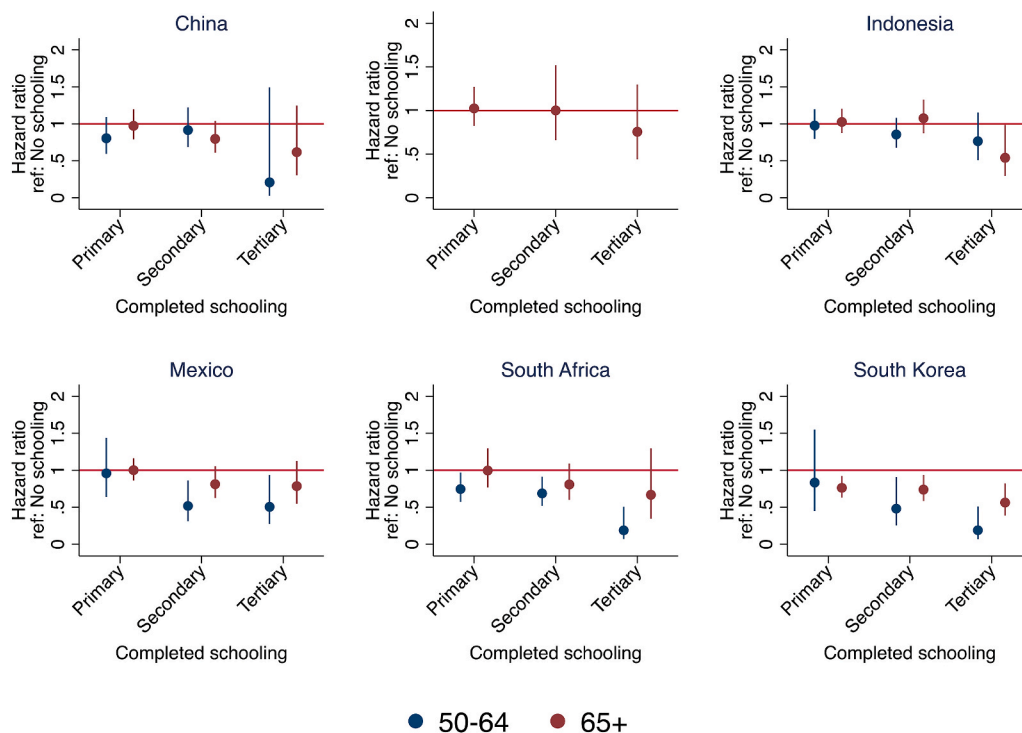 China
Hazard ratio
ref: No schooling
0 .5 1 1.5 2
Primary
Secondary
Tertiary
Completed schooling
Hazard ratio
ref: No schooling
0 .5 1 1.5 2
Primary
Secondary
Tertiary
Completed schooling
Indonesia
Hazard ratio
ref: No schooling
0 .5 1 1.5 2
Primary
Secondary
Tertiary
Completed schooling
Mexico
Hazard ratio
ref: No schooling
0 .5 1 1.5 2
Primary
Secondary
Tertiary
Completed schooling
South Africa
Hazard ratio
ref: No schooling
0 .5 1 1.5 2
Primary
Secondary
Tertiary
Completed schooling
South Korea
Hazard ratio
ref: No schooling
0 .5 1 1.5 2
Primary
Secondary
Tertiary
Completed schooling
50-64 65+